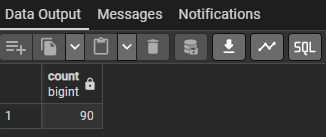 Data Output Messages Notifications
SQL
count
bigint
1 90